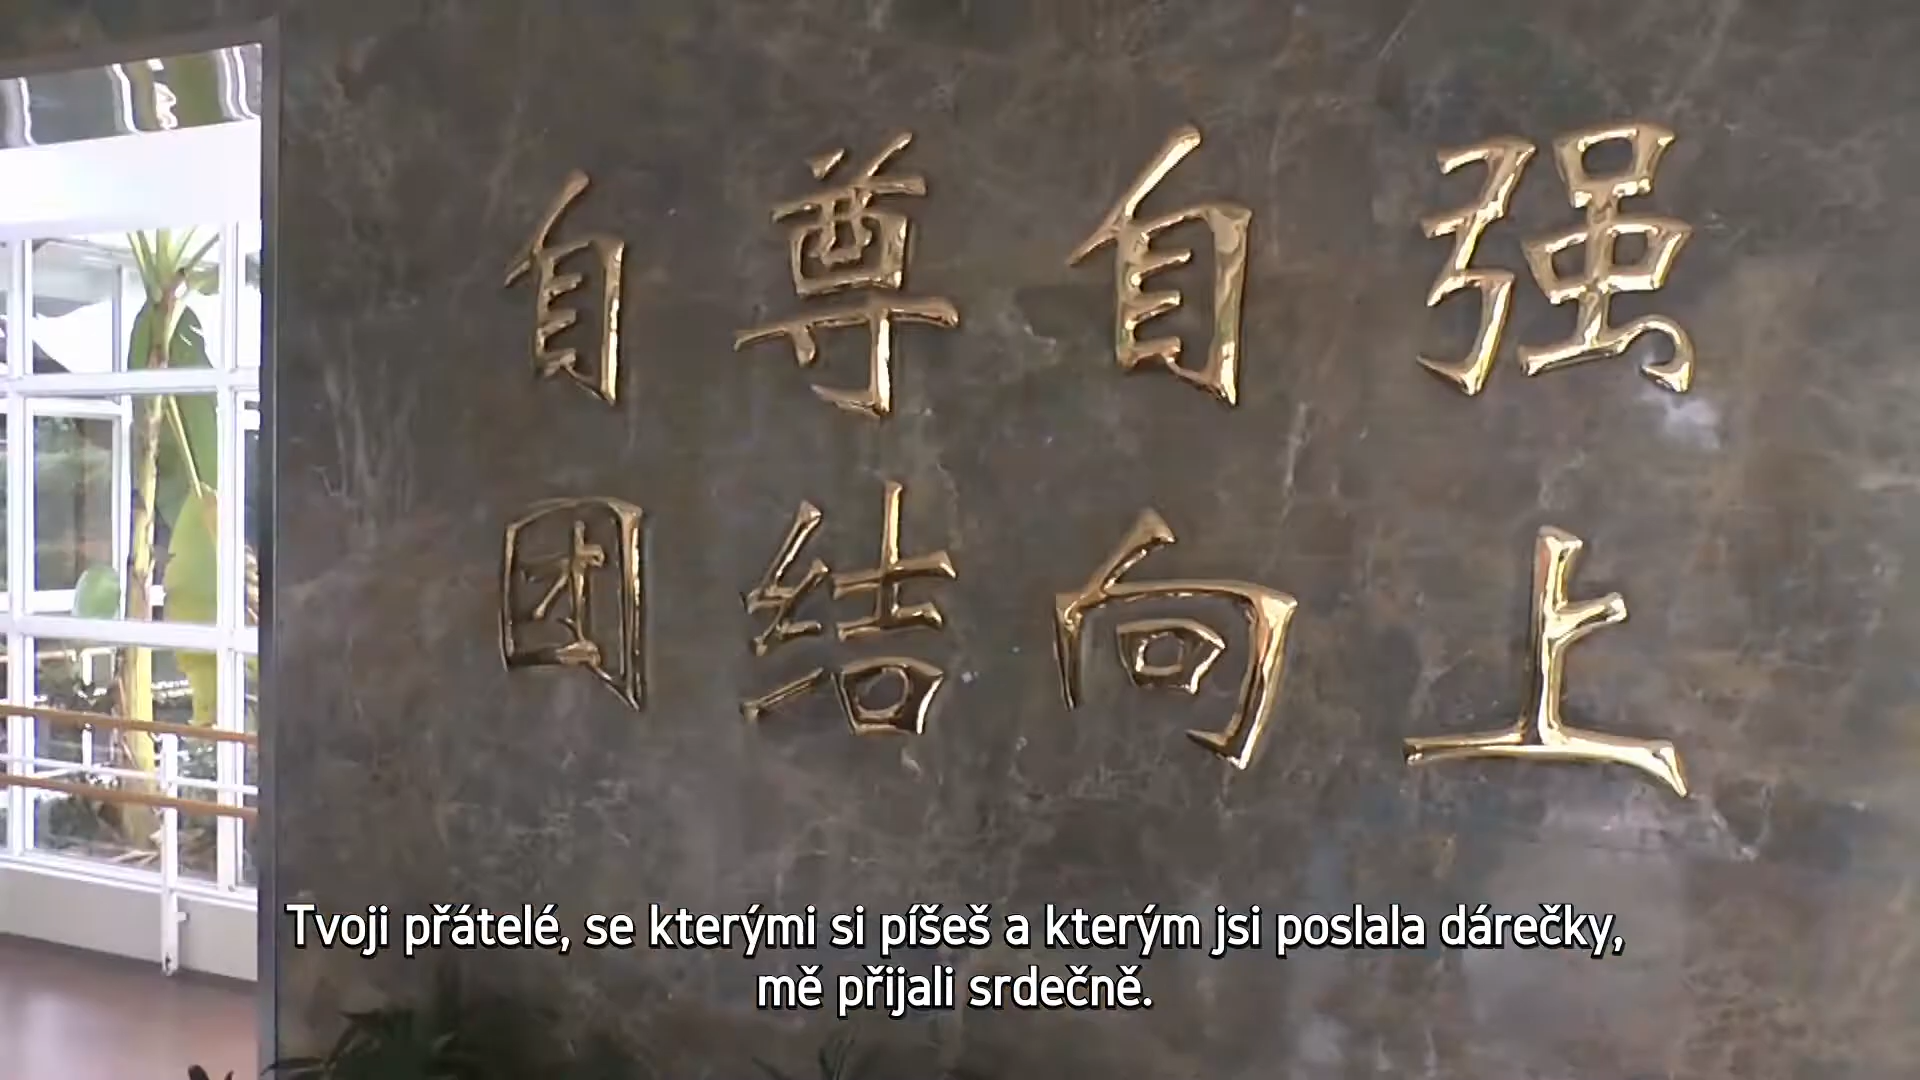 自尊自强
团结向上
Tvoji přátelé, se kterými si píšeš a kterým jsi poslala dárečky,
mě přijali srdečně.